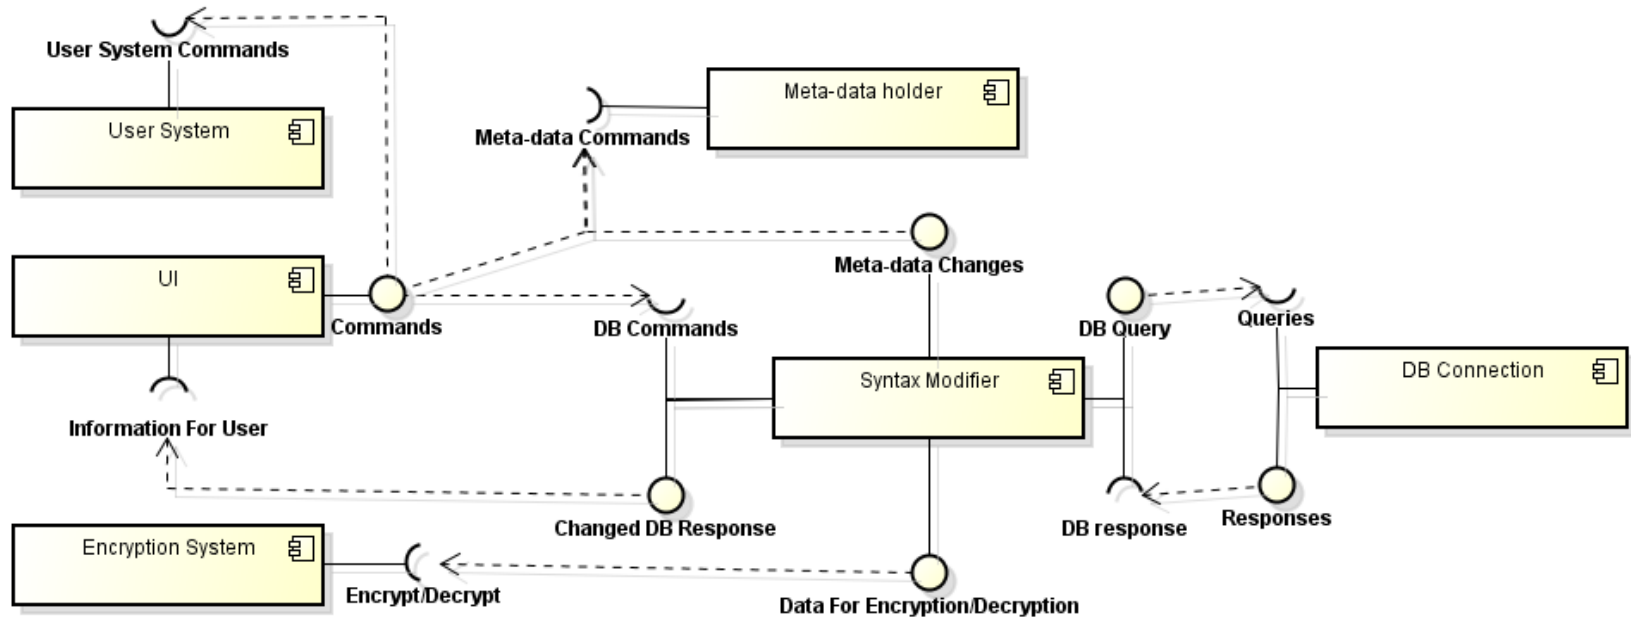 User System Commands
User System
Meta-data holder
Meta-data Commands
UI
Commands
Meta-data Changes
DB Commands
DB Query
Queries
Syntax Modifier
DB Connection
Information For User
Changed DB Response
DB response
Responses
Encryption System
Encrypt/Decrypt
Data For Encryption/Decryption